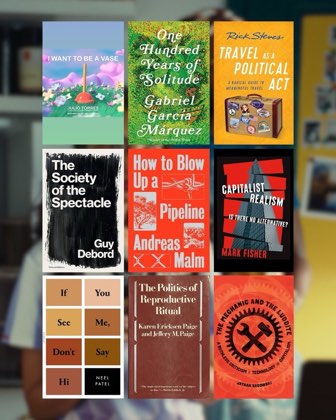 I WANT TO BE A VASE
JULIO TORRES
One
Hundred
Years of
Solitude
Gabriel
García
Márquez
Rick Steves
TRAVEL AS A
POLITICAL
ACT
The
Society
of the
Spectacle
Guy
Debord
How to Blow
Up a
Pipeline
Andreas
Malm
CAPITALIST
REALISM
IS THERE NO ALTERNATIVE?
MARK FISHER
If
You
See
Me,
Don't
Say
Hi
NEEL
PATEL
The Politics of
Reproductive
Ritual
Karen Ericksen Paige
and Jeffery M. Paige
THE MECHANIC AND THE LUDDITE